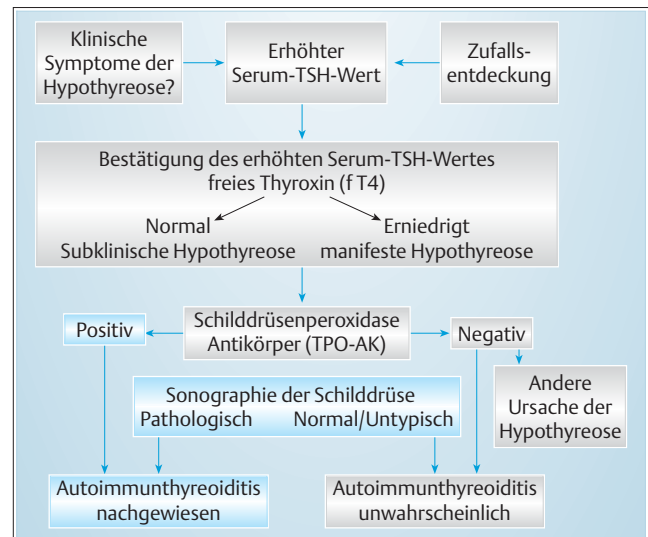 Klinische
Symptome der
Hypothyreose?
Erhöhter
Serum-TSH-Wert
Zufalls-
entdeckung
Bestätigung des erhöhten Serum-TSH-Wertes
freies Thyroxin (f T4)
Normal
Subklinische Hypothyreose
Erniedrigt
manifeste Hypothyreose
Positiv
Schilddrüsenperoxidase
Antikörper (TPO-AK)
Negativ
Andere
Ursache der
Hypothyreose
Sonographie der Schilddrüse
Pathologisch Normal/Untypisch
Autoimmunthyreoiditis
nachgewiesen
Autoimmunthyreoiditis
unwahrscheinlich